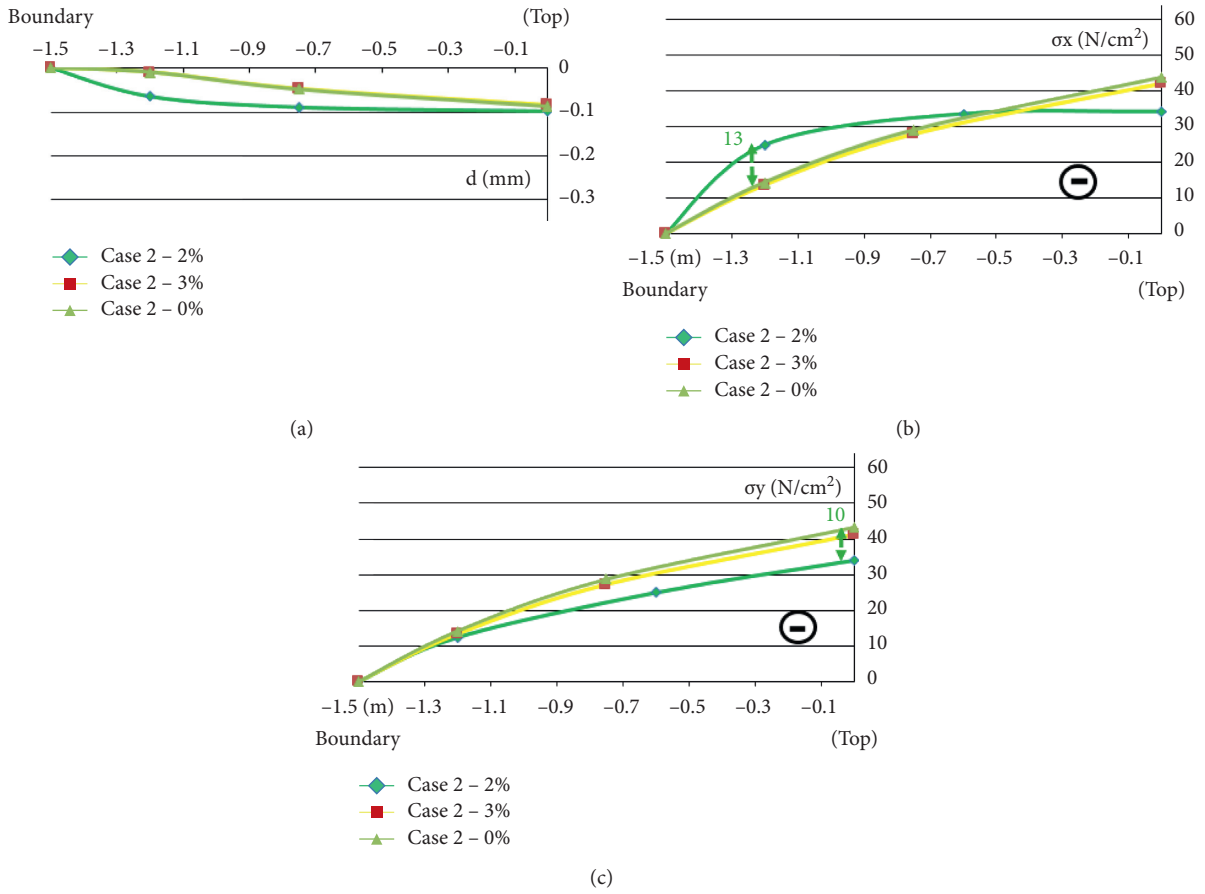 Boundary (Top)
–1.5 –1.1 –0.9 –0.7 –0.5 –0.1
0
–0.1
–0.2
d (mm)
–0.3
Case 2 – 2%
Case 2 – 3%
Case 2 – 0%
(a)
60
σx (N/cm²)
50
40
13
30
20
10
0
–1.5 (m) –1.3 –1.1 –0.9 –0.7 –0.5 –0.3 –0.1
Boundary (Top)
Case 2 – 2%
Case 2 – 3%
Case 2 – 0%
(b)
60
σy (N/cm²)
50
10
40
30
20
10
0
–1.5 (m) –1.3 –1.1 –0.9 –0.7 –0.5 –0.3 –0.1
Boundary (Top)
Case 2 – 2%
Case 2 – 3%
Case 2 – 0%
(c)